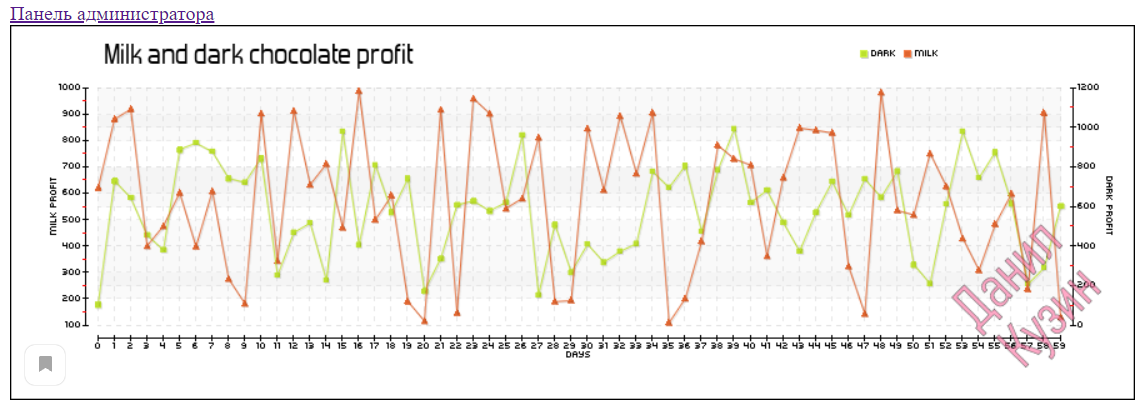 Панель администратора
Milk and dark chocolate profit
DARK MILK
1000 1200
900
800 1000
700 800
600
500 600
400 400
300
200 200
100 0
MILK PROFIT
DARK PROFIT
0 1 2 3 4 5 6 7 8 9 10 11 12 13 14 15 16 17 18 19 20 21 22 23 24 25 26 27 28 29 30 31 32 33 34 35 36 37 38 39 40 41 42 43 44 45 46 47 48 49 50 51 52 53 54 55 56 57 58 59
DAYS
Данил
Кузин